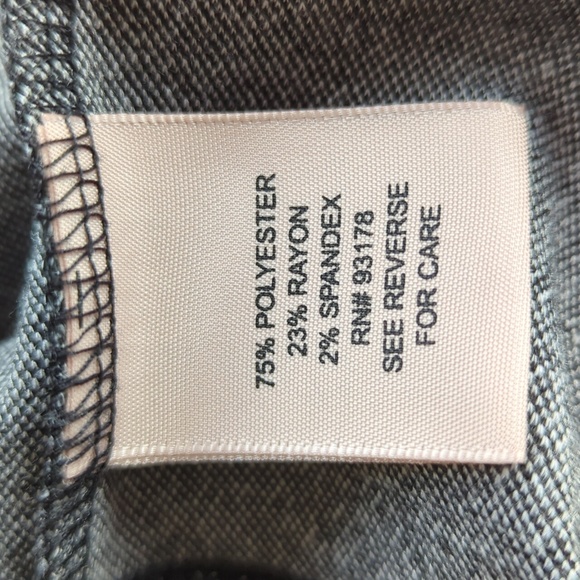 75% POLYESTER
23% RAYON
2% SPANDEX
RN# 93178
SEE REVERSE
FOR CARE